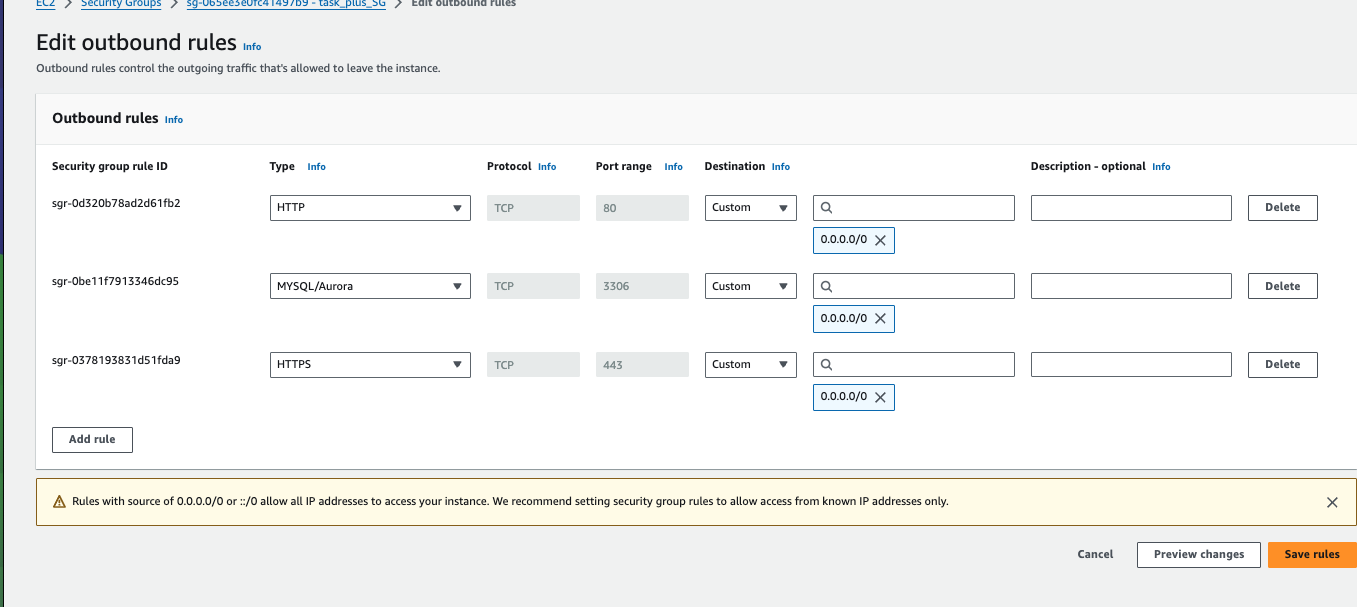 EC2 > Security Groups > sg-065ee3e0fc41497b9 - task_plus_SG > Edit outbound rules
Edit outbound rules Info
Outbound rules control the outgoing traffic that's allowed to leave the instance.
Outbound rules Info
Security group rule ID Type Info Protocol Info Port range Info Destination Info Description - optional Info
sgr-0d320b78ad2d61fb2 HTTP TCP 80 Custom Delete
0.0.0.0/0
sgr-0be11f7913346dc95 MYSQL/Aurora TCP 3306 Custom Delete
0.0.0.0/0
sgr-0378193831d51fda9 HTTPS TCP 443 Custom Delete
0.0.0.0/0
Add rule
Rules with source of 0.0.0.0/0 or ::/0 allow all IP addresses to access your instance. We recommend setting security group rules to allow access from known IP addresses only.
Cancel Preview changes Save rules